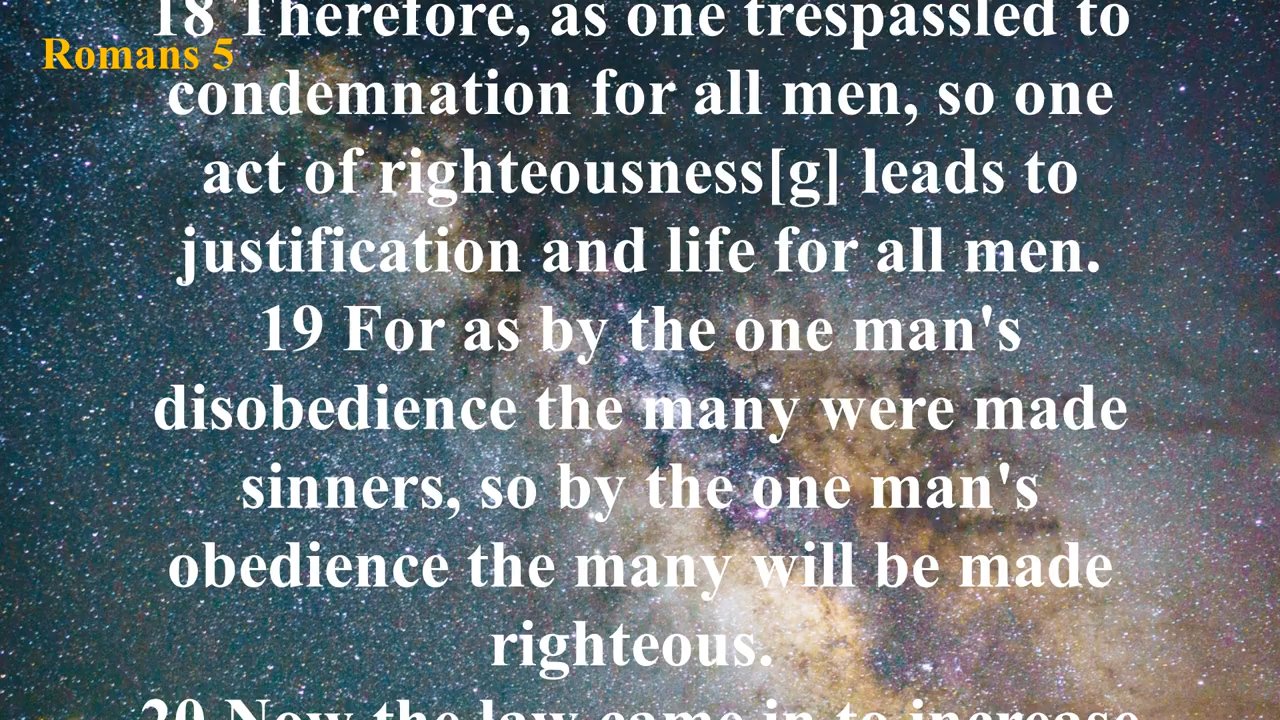 18 Therefore, as one trespassled to
Romans 5
condemnation for all men, so one
act of righteousness[g] leads to
justification and life for all men.
19 For as by the one man's
disobedience the many were made
sinners, so by the one man's
obedience the many will be made
righteous.
20 Now the law came in to increase